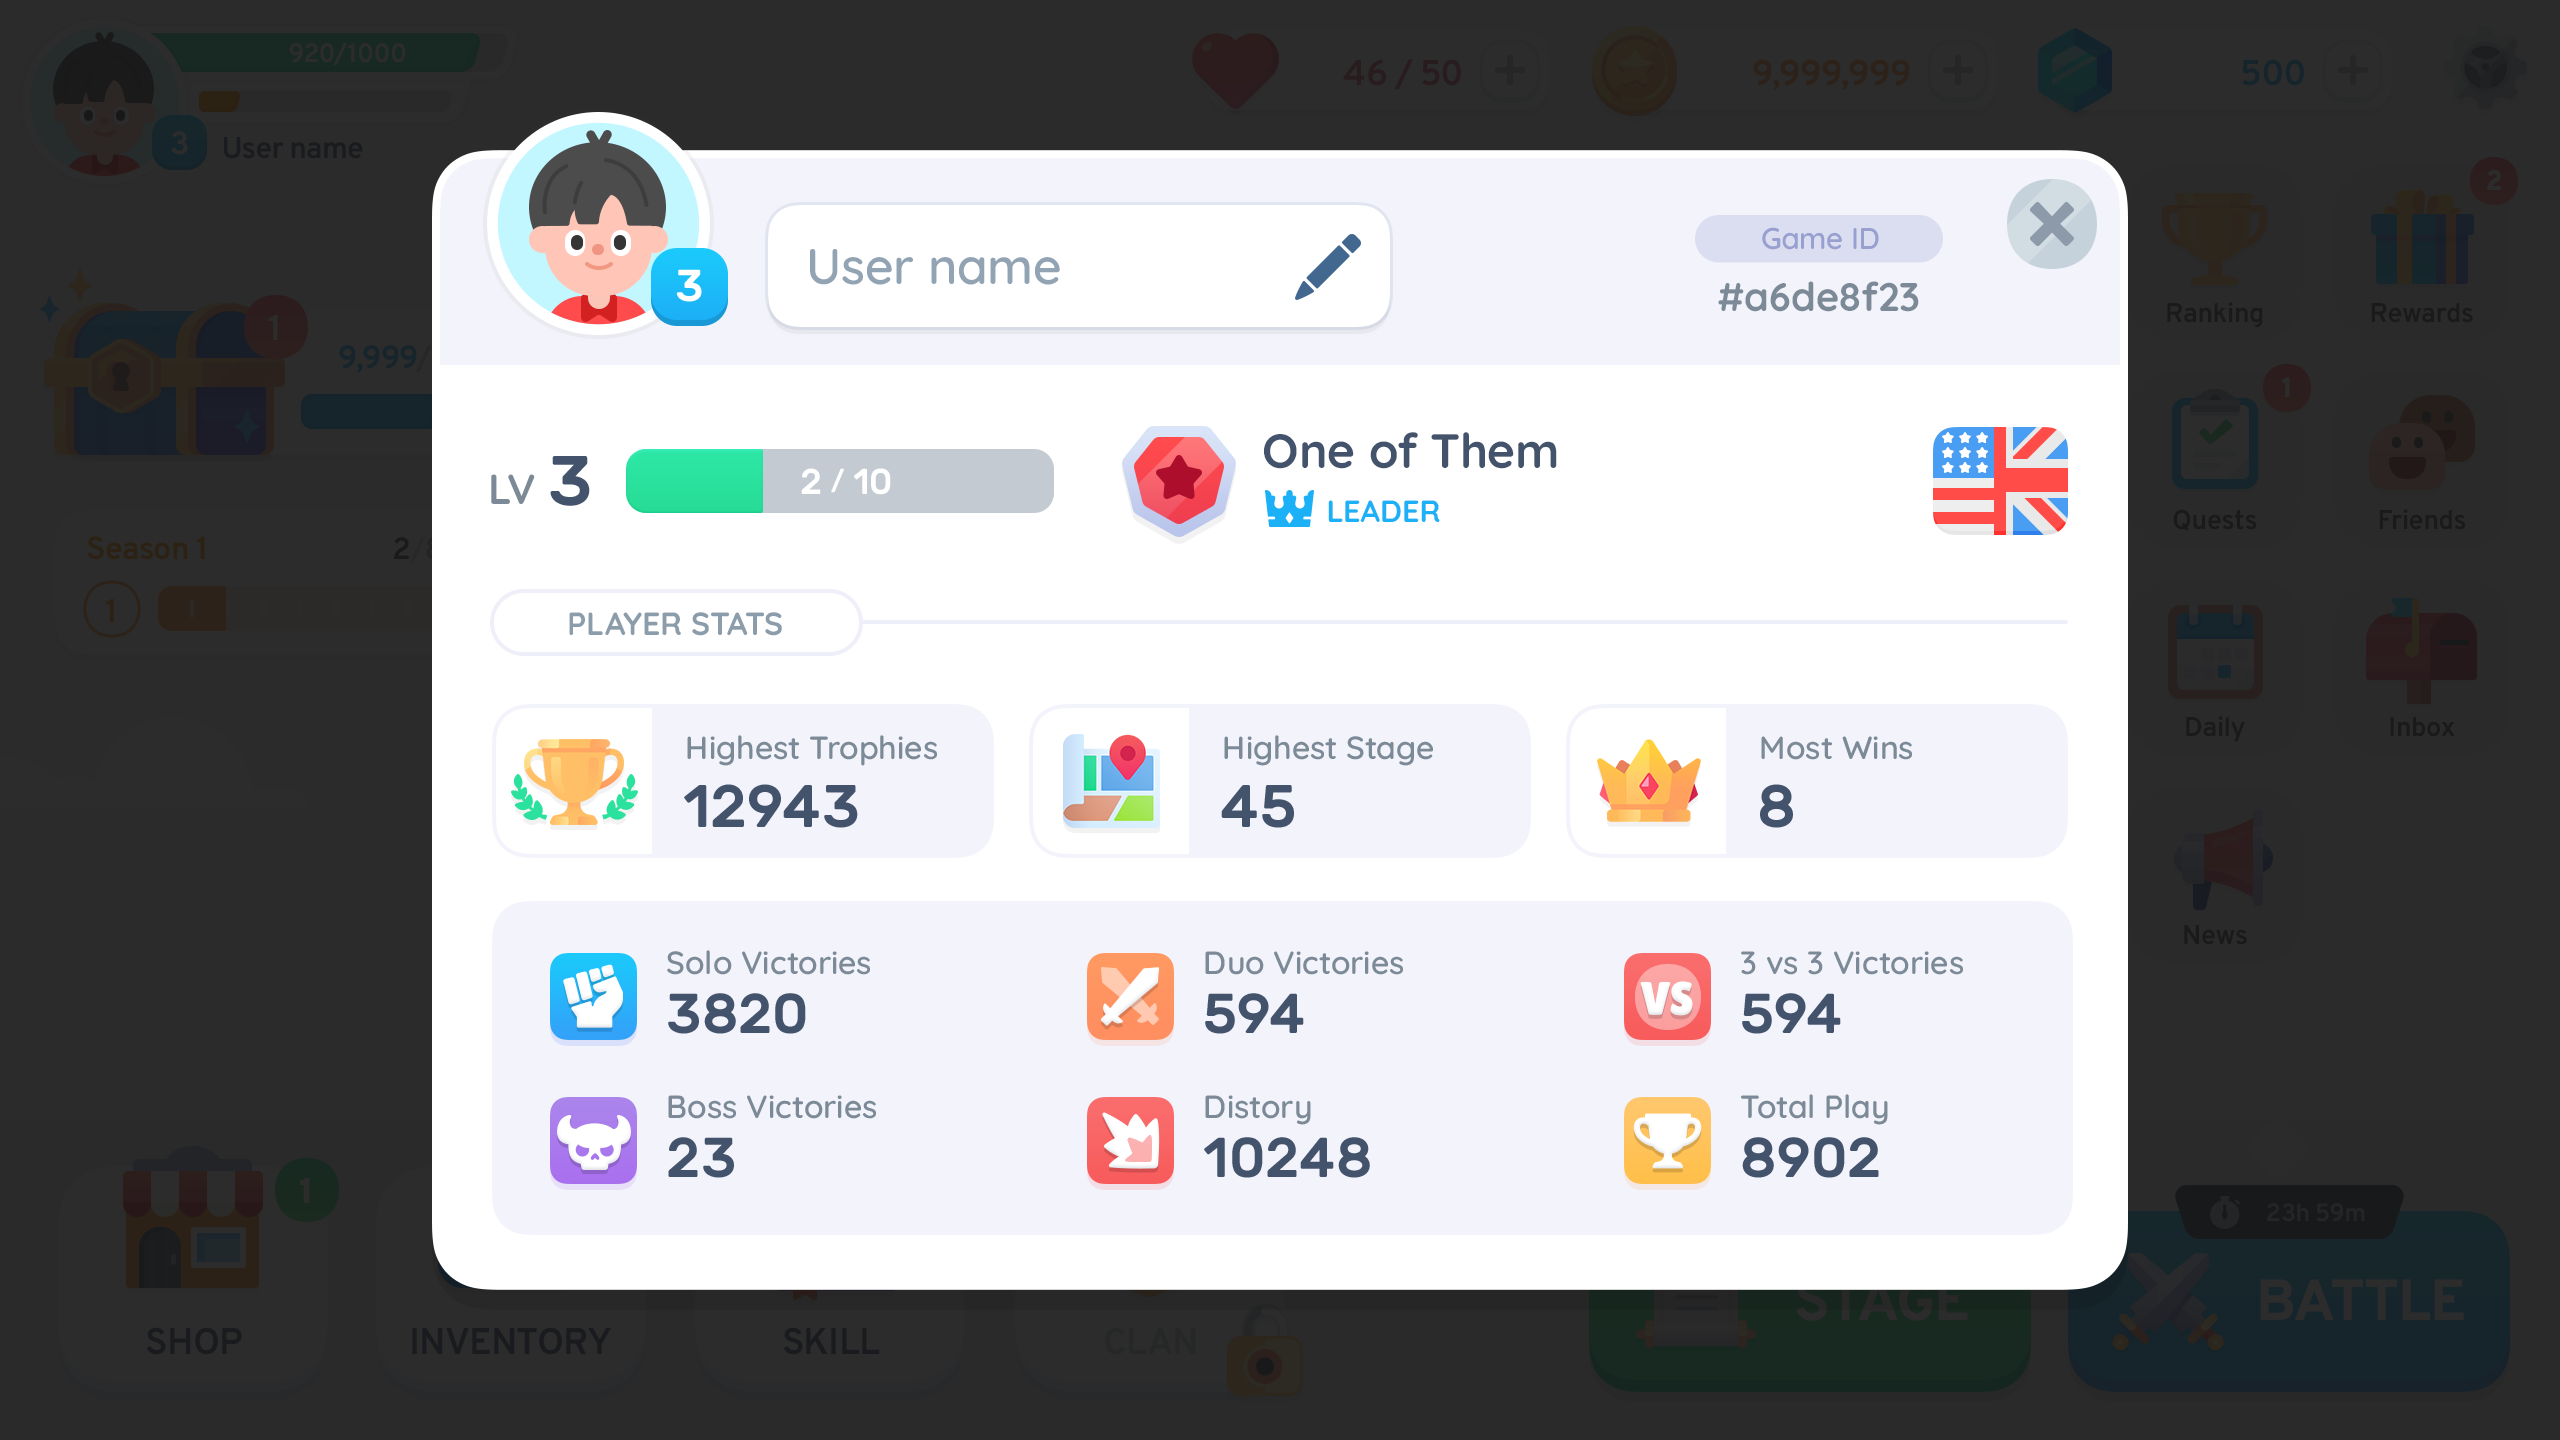 920/1000
46 / 50
9,999,999
500
3
User name
3
User name
Game ID
#a6de8f23
2
Ranking
Rewards
1
9,999/
LV 3
2 / 10
One of Them
LEADER
1
Quests
Friends
Season 1
2/
1
PLAYER STATS
Daily
Inbox
Highest Trophies
12943
Highest Stage
45
Most Wins
8
News
Solo Victories
3820
Duo Victories
594
VS
3 vs 3 Victories
594
Boss Victories
23
Distory
10248
Total Play
8902
1
23h 59m
SHOP
INVENTORY
SKILL
CLAN
STAGE
BATTLE